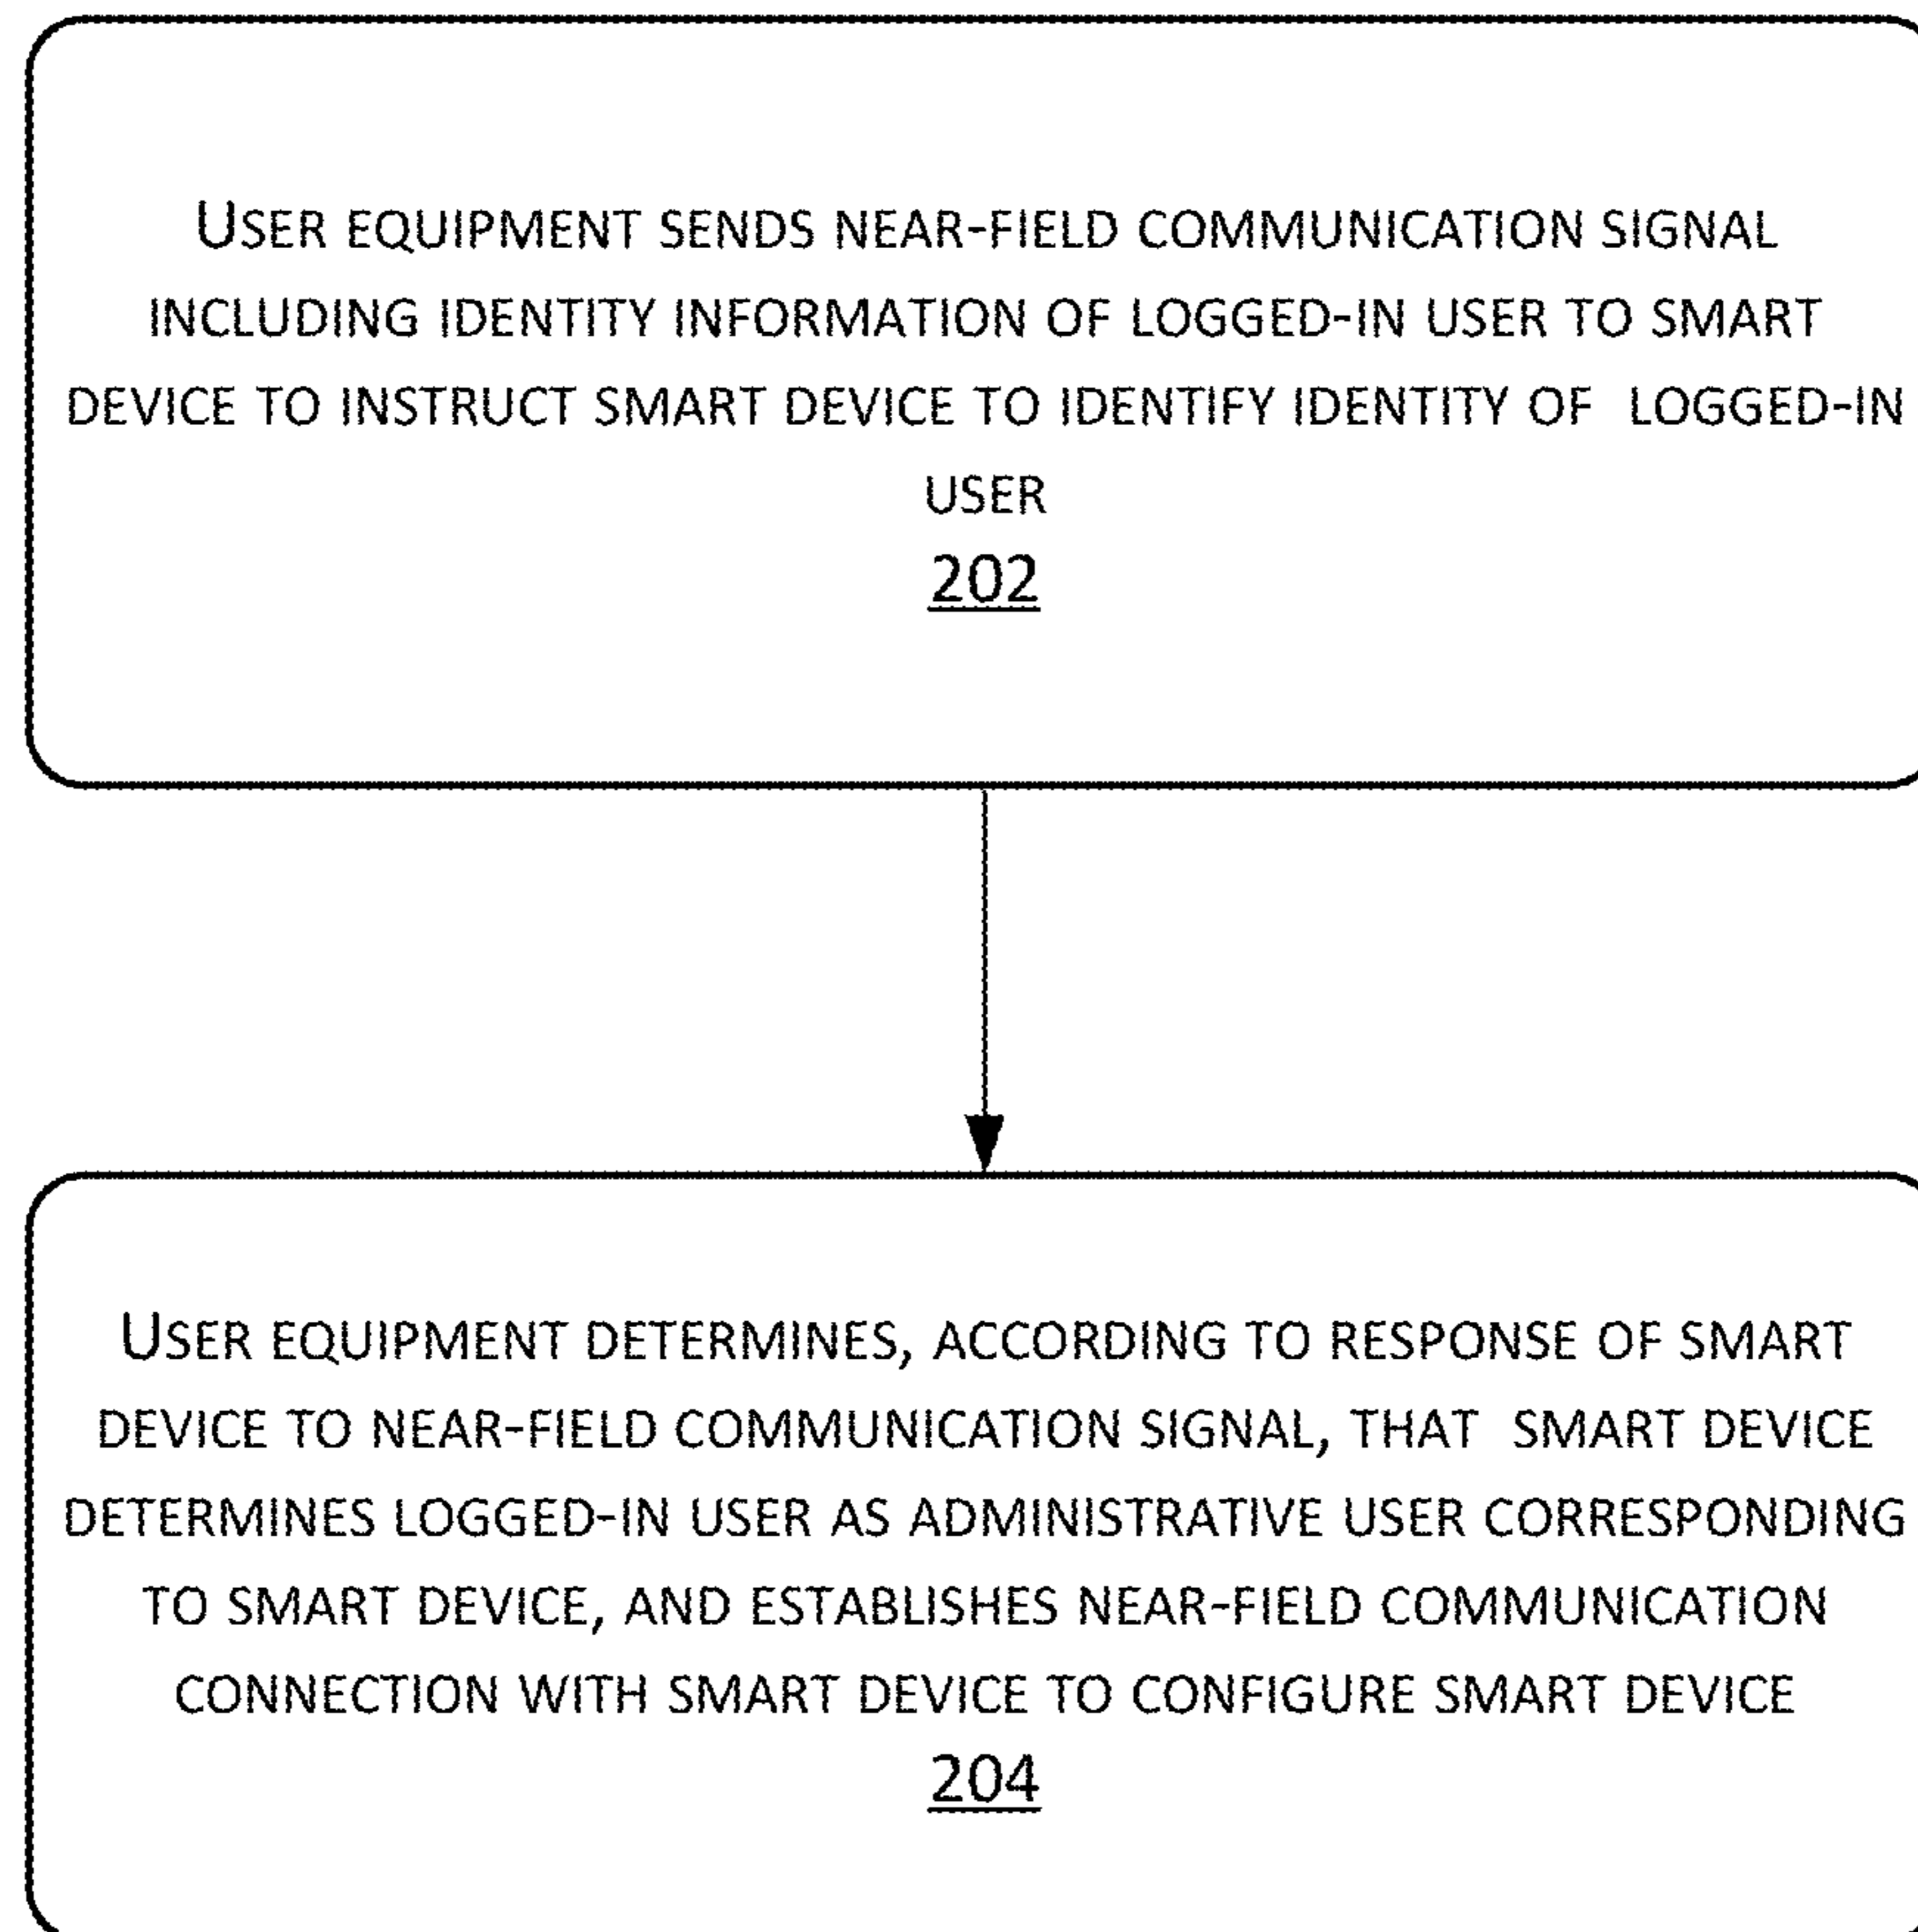 USER EQUIPMENT SENDS NEAR-FIELD COMMUNICATION SIGNAL
INCLUDING IDENTITY INFORMATION OF LOGGED-IN USER TO SMART
DEVICE TO INSTRUCT SMART DEVICE TO IDENTIFY IDENTITY OF LOGGED-IN
USER
202
USER EQUIPMENT DETERMINES, ACCORDING TO RESPONSE OF SMART
DEVICE TO NEAR-FIELD COMMUNICATION SIGNAL, THAT SMART DEVICE
DETERMINES LOGGED-IN USER AS ADMINISTRATIVE USER CORRESPONDING
TO SMART DEVICE, AND ESTABLISHES NEAR-FIELD COMMUNICATION
CONNECTION WITH SMART DEVICE TO CONFIGURE SMART DEVICE
204